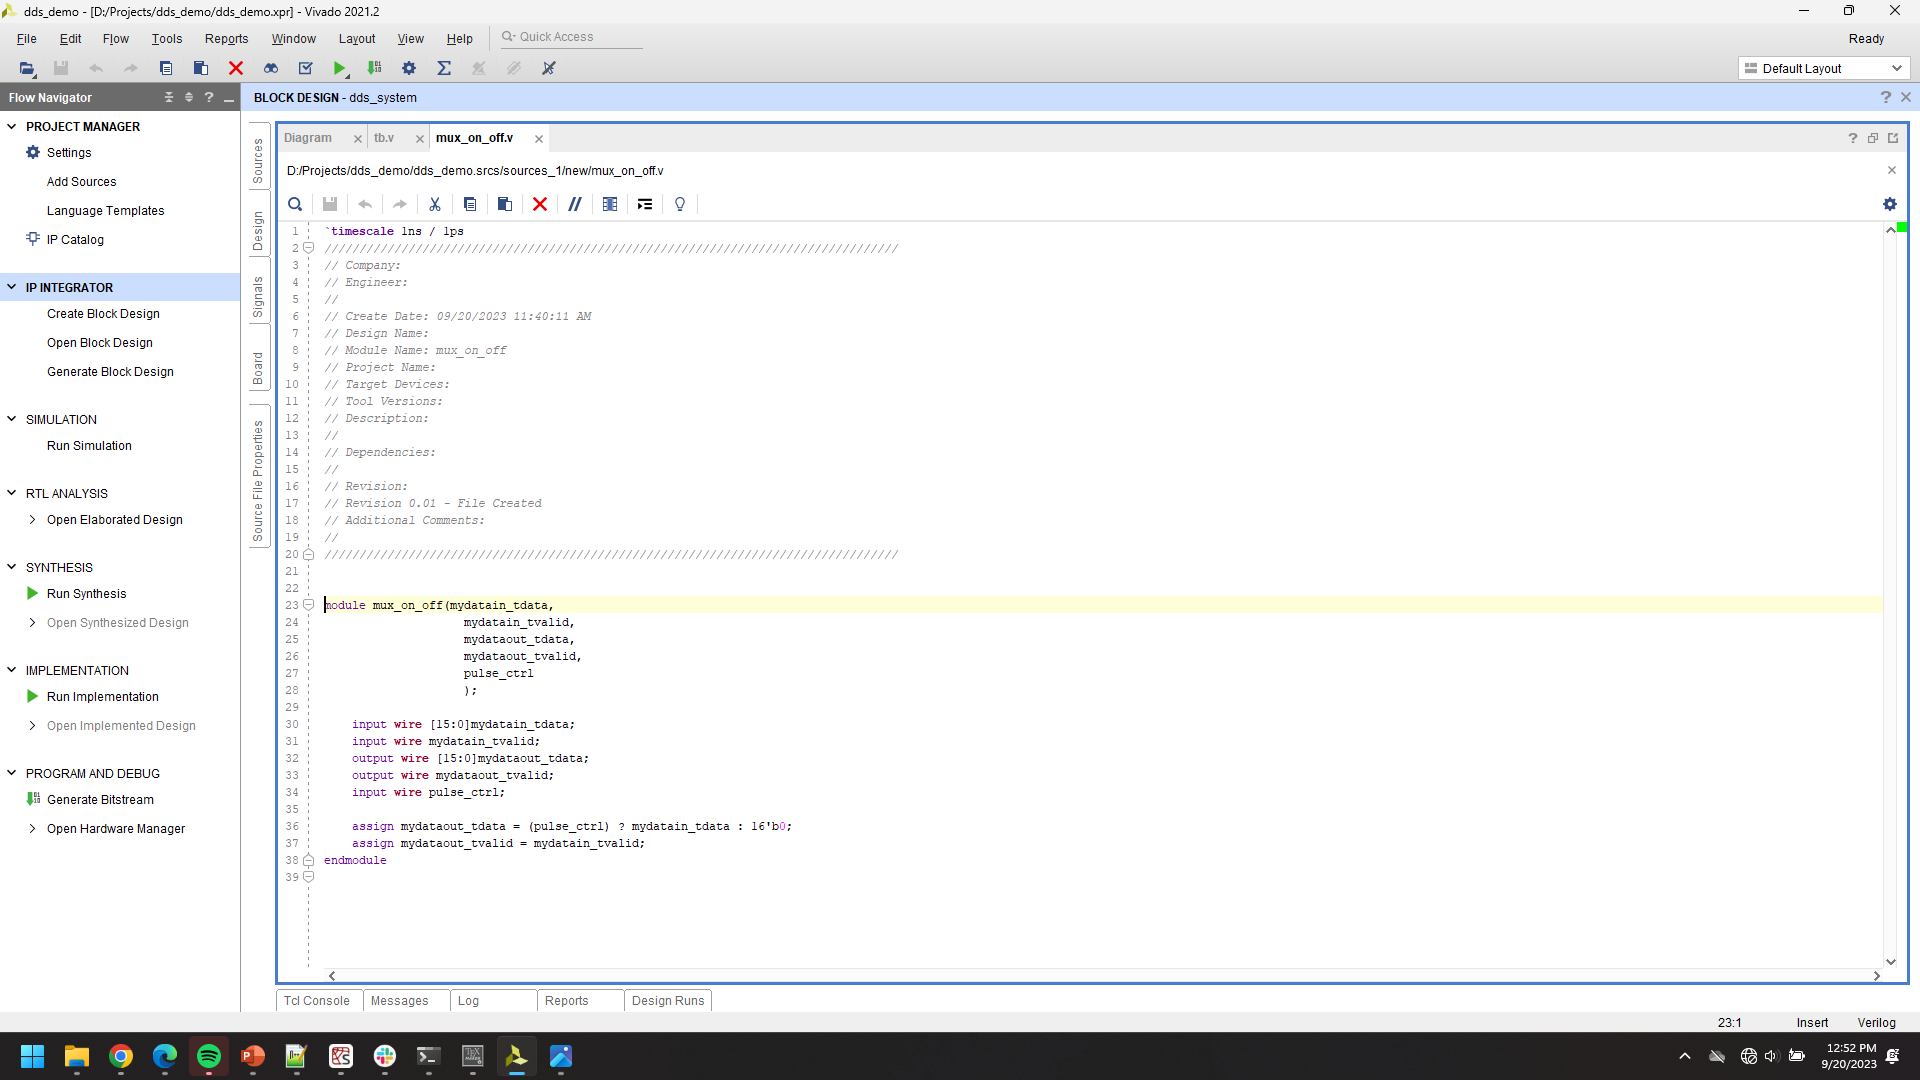 dds_demo - [D:/Projects/dds_demo/dds_demo.xpr] - Vivado 2021.2
File Edit Flow Tools Reports Window Layout View Help Quick Access
Ready
Default Layout
Flow Navigator
BLOCK DESIGN - dds_system
PROJECT MANAGER
Settings
Add Sources
Language Templates
IP Catalog
IP INTEGRATOR
Create Block Design
Open Block Design
Generate Block Design
SIMULATION
Run Simulation
RTL ANALYSIS
Open Elaborated Design
SYNTHESIS
Run Synthesis
Open Synthesized Design
IMPLEMENTATION
Run Implementation
Open Implemented Design
PROGRAM AND DEBUG
Generate Bitstream
Open Hardware Manager
Sources
Design
Signals
Board
Source File Properties
Diagram tb.v mux_on_off.v
D:/Projects/dds_demo/dds_demo.srcs/sources_1/new/mux_on_off.v
1 `timescale 1ns / 1ps
2 //////////////////////////////////////////////////////////////////////////////////
3 // Company:
4 // Engineer:
5 //
6 // Create Date: 09/20/2023 11:40:11 AM
7 // Design Name:
8 // Module Name: mux_on_off
9 // Project Name:
10 // Target Devices:
11 // Tool Versions:
12 // Description:
13 //
14 // Dependencies:
15 //
16 // Revision:
17 // Revision 0.01 - File Created
18 // Additional Comments:
19 //
20 //////////////////////////////////////////////////////////////////////////////////
21
22
23 module mux_on_off(mydatain_tdata,
24 mydatain_tvalid,
25 mydataout_tdata,
26 mydataout_tvalid,
27 pulse_ctrl
28 );
29
30 input wire [15:0]mydatain_tdata;
31 input wire mydatain_tvalid;
32 output wire [15:0]mydataout_tdata;
33 output wire mydataout_tvalid;
34 input wire pulse_ctrl;
35
36 assign mydataout_tdata = (pulse_ctrl) ? mydatain_tdata : 16'b0;
37 assign mydataout_tvalid = mydatain_tvalid;
38 endmodule
39
Tcl Console Messages Log Reports Design Runs
23:1 Insert Verilog
12:52 PM
9/20/2023